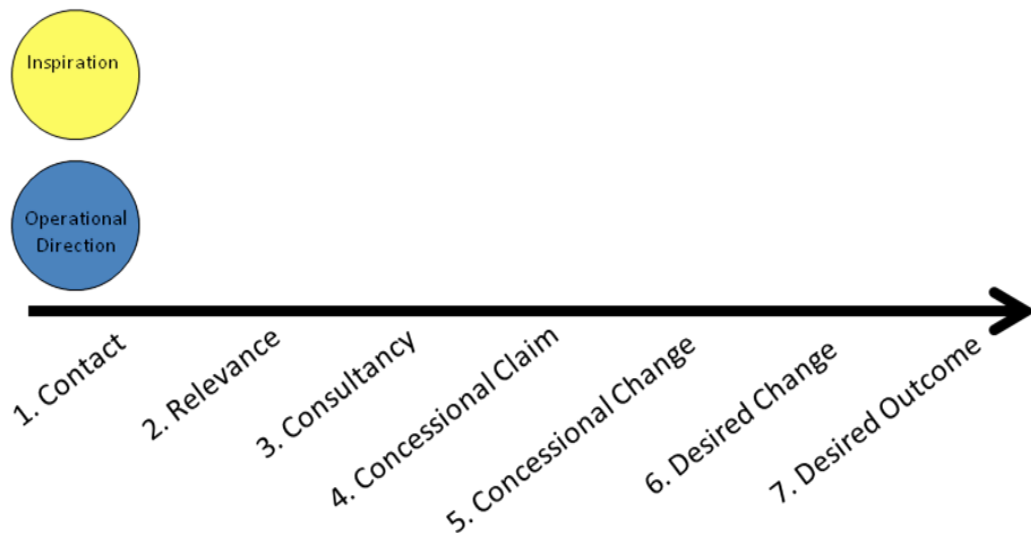 Inspiration
Operational
Direction
1. Contact
2. Relevance
3. Consultancy
4. Concessional Claim
5. Concessional Change
6. Desired Change
7. Desired Outcome